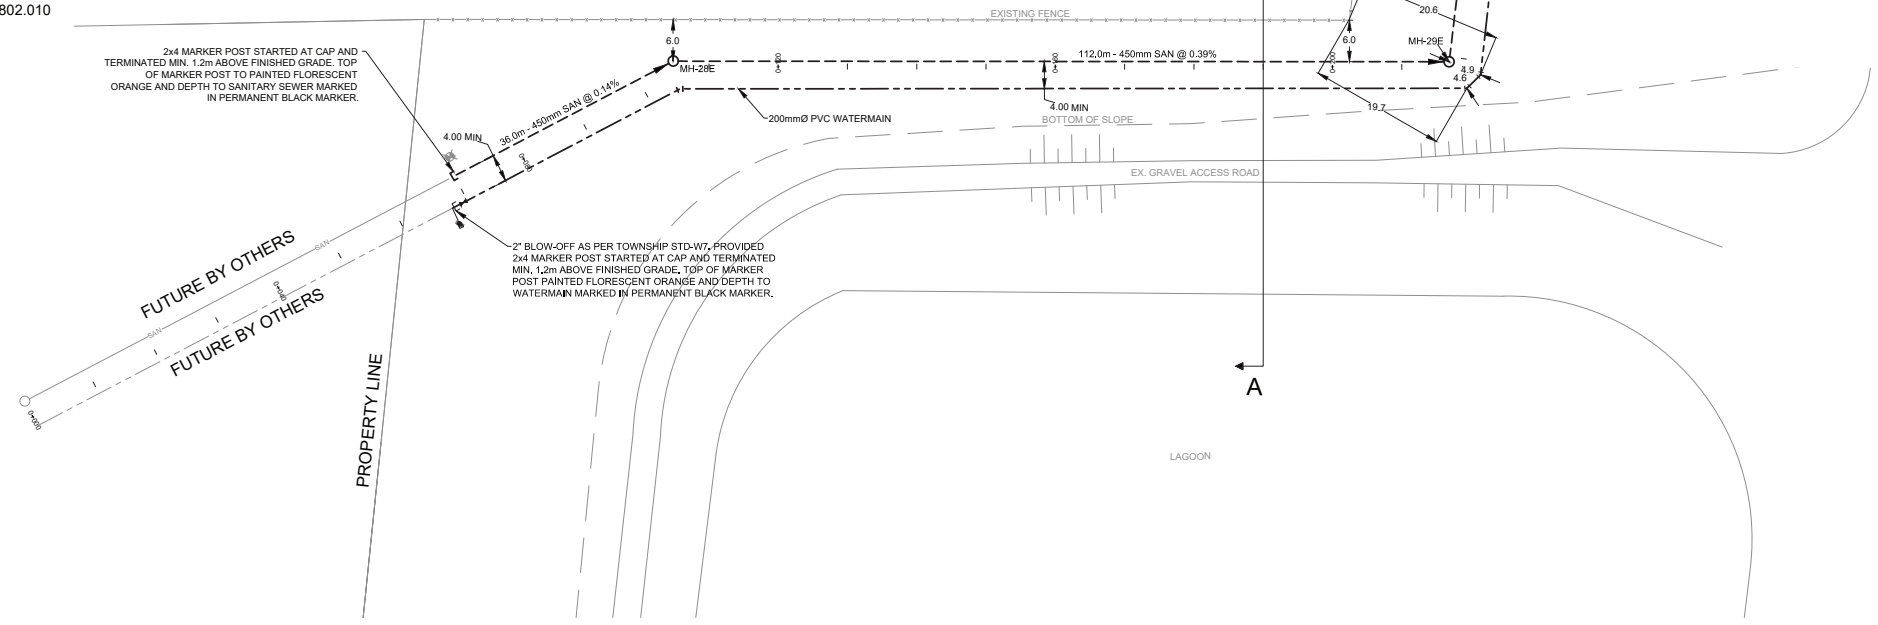 802.010
EXISTING FENCE
20.6
2x4 MARKER POST STARTED AT CAP AND
TERMINATED MIN. 1.2m ABOVE FINISHED GRADE. TOP
OF MARKER POST TO PAINTED FLORESCENT
ORANGE AND DEPTH TO SANITARY SEWER MARKED
IN PERMANENT BLACK MARKER.
6.0
6.0
MH-29E
112.0m - 450mm SAN @ 0.39%
MH-28E
4.9
4.6
36.0m - 450mm SAN @ 0.14%
4.00 MIN
19.7
200mmØ PVC WATERMAIN
BOTTOM OF SLOPE
4.00 MIN
0+200
EX. GRAVEL ACCESS ROAD
2" BLOW-OFF AS PER TOWNSHIP STD-W7. PROVIDED
2x4 MARKER POST STARTED AT CAP AND TERMINATED
MIN. 1.2m ABOVE FINISHED GRADE. TOP OF MARKER
POST PAINTED FLORESCENT ORANGE AND DEPTH TO
WATERMAIN MARKED IN PERMANENT BLACK MARKER.
SAN
FUTURE BY OTHERS
0+040
SAN
FUTURE BY OTHERS
PROPERTY LINE
A
0+000
LAGOON